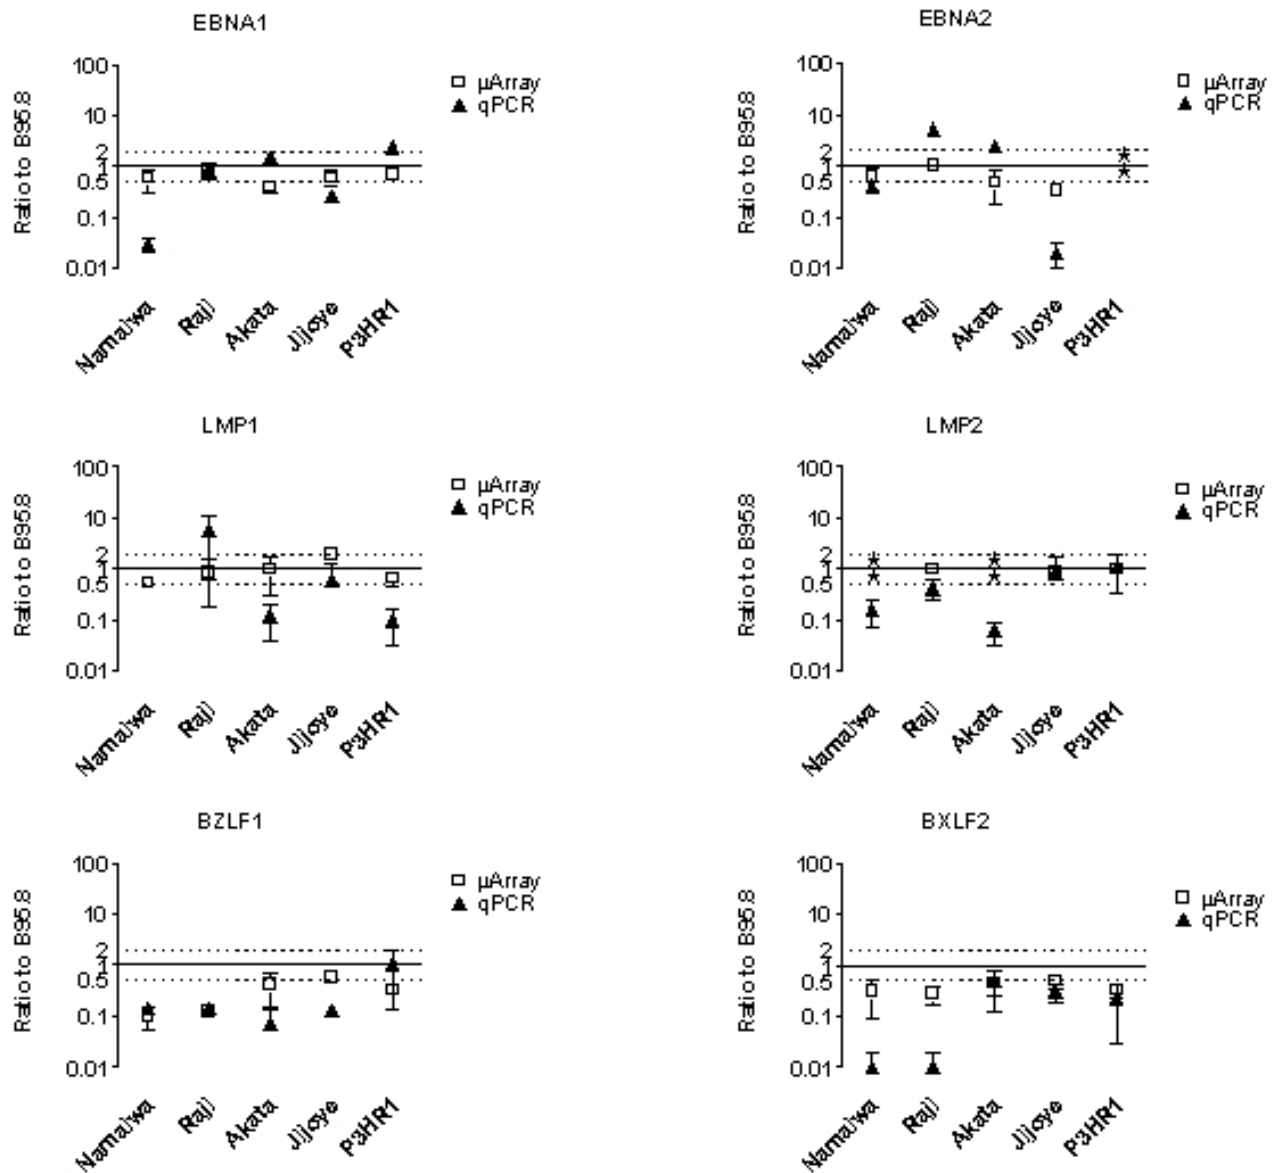 EBNA1
100
10
2
1
0.5
0.1
0.01
Ratio to B95.8
µArray
qPCR
Namalwa
Raji
Akata
Jijoye
P3HR1
EBNA2
100
10
2
1
0.5
0.1
0.01
Ratio to B95.8
µArray
qPCR
Namalwa
Raji
Akata
Jijoye
P3HR1
LMP1
100
10
2
1
0.5
0.1
0.01
Ratio to B95.8
µArray
qPCR
Namalwa
Raji
Akata
Jijoye
P3HR1
LMP2
100
10
2
1
0.5
0.1
0.01
Ratio to B95.8
µArray
qPCR
Namalwa
Raji
Akata
Jijoye
P3HR1
BZLF1
100
10
2
1
0.5
0.1
0.01
Ratio to B95.8
µArray
qPCR
Namalwa
Raji
Akata
Jijoye
P3HR1
BXLF2
100
10
2
1
0.5
0.1
0.01
Ratio to B95.8
µArray
qPCR
Namalwa
Raji
Akata
Jijoye
P3HR1